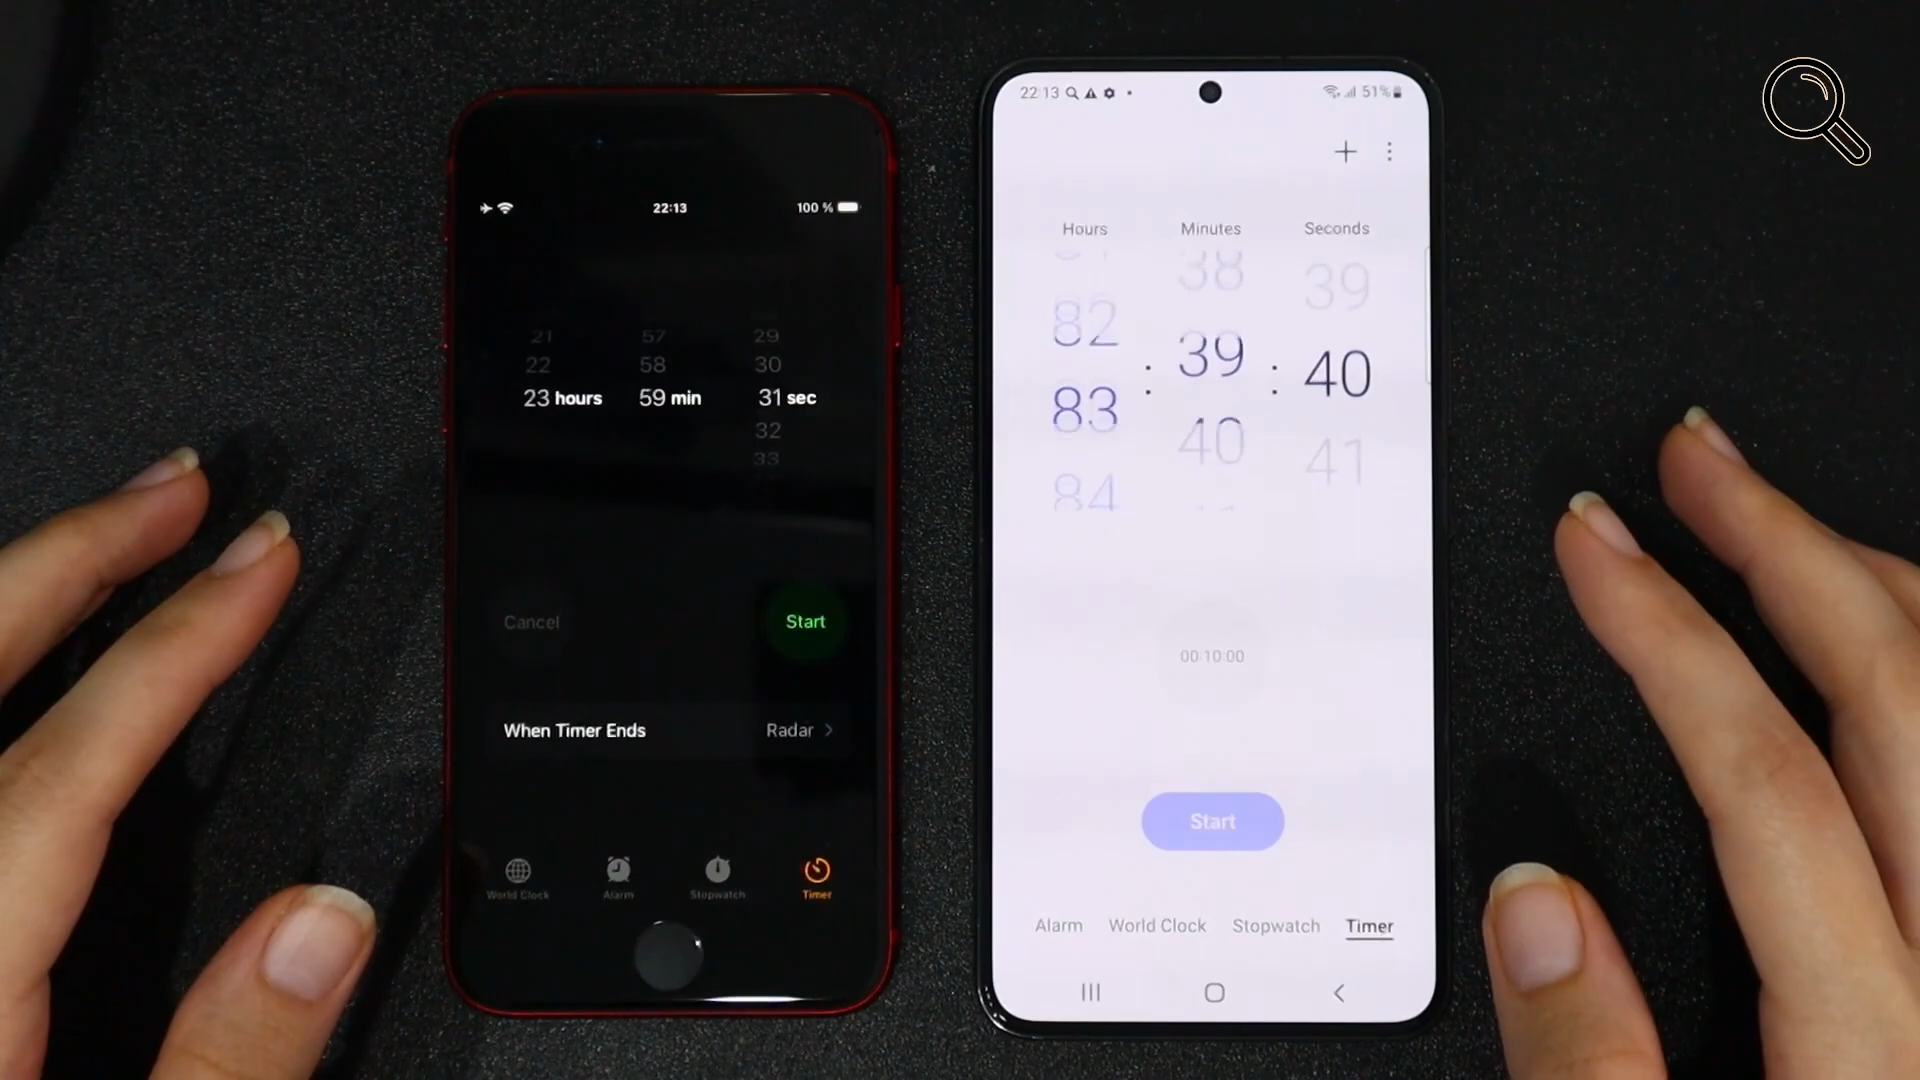 22:13
100 %
21 57 29
22 58 30
23 hours 59 min 31 sec
32
33
Cancel
Start
When Timer Ends
Radar
World Clock
Alarm
Stopwatch
Timer
22:13
51%
Hours Minutes Seconds
38
39
82
39
83
40
40
41
84
00:10:00
Start
Alarm
World Clock
Stopwatch
Timer